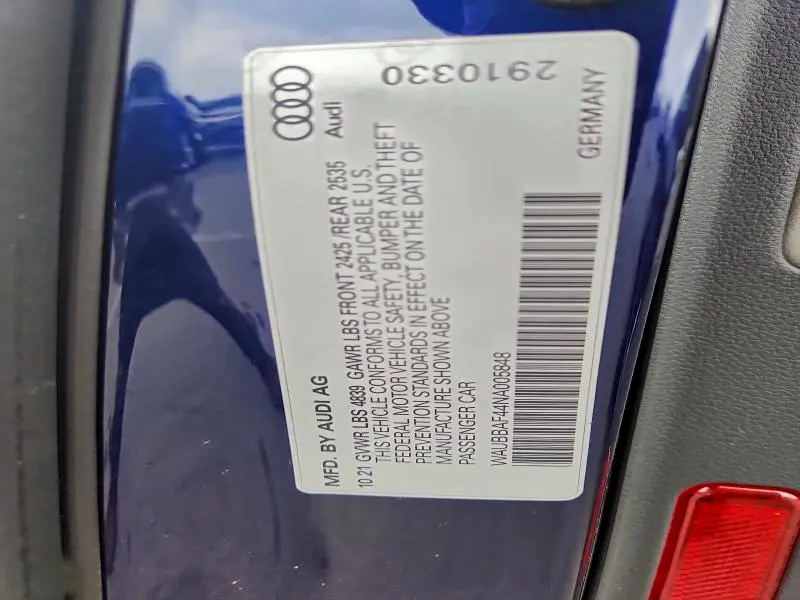 MFD. BY AUDI AG
10 21 GVWR LBS 4839 GAWR LBS FRONT 2425 /REAR 2535
THIS VEHICLE CONFORMS TO ALL APPLICABLE U.S.
FEDERAL MOTOR VEHICLE SAFETY, BUMPER AND THEFT
PREVENTION STANDARDS IN EFFECT ON THE DATE OF
MANUFACTURE SHOWN ABOVE
PASSENGER CAR
WAUBBAF44NA005848
Audi
GERMANY
2910330